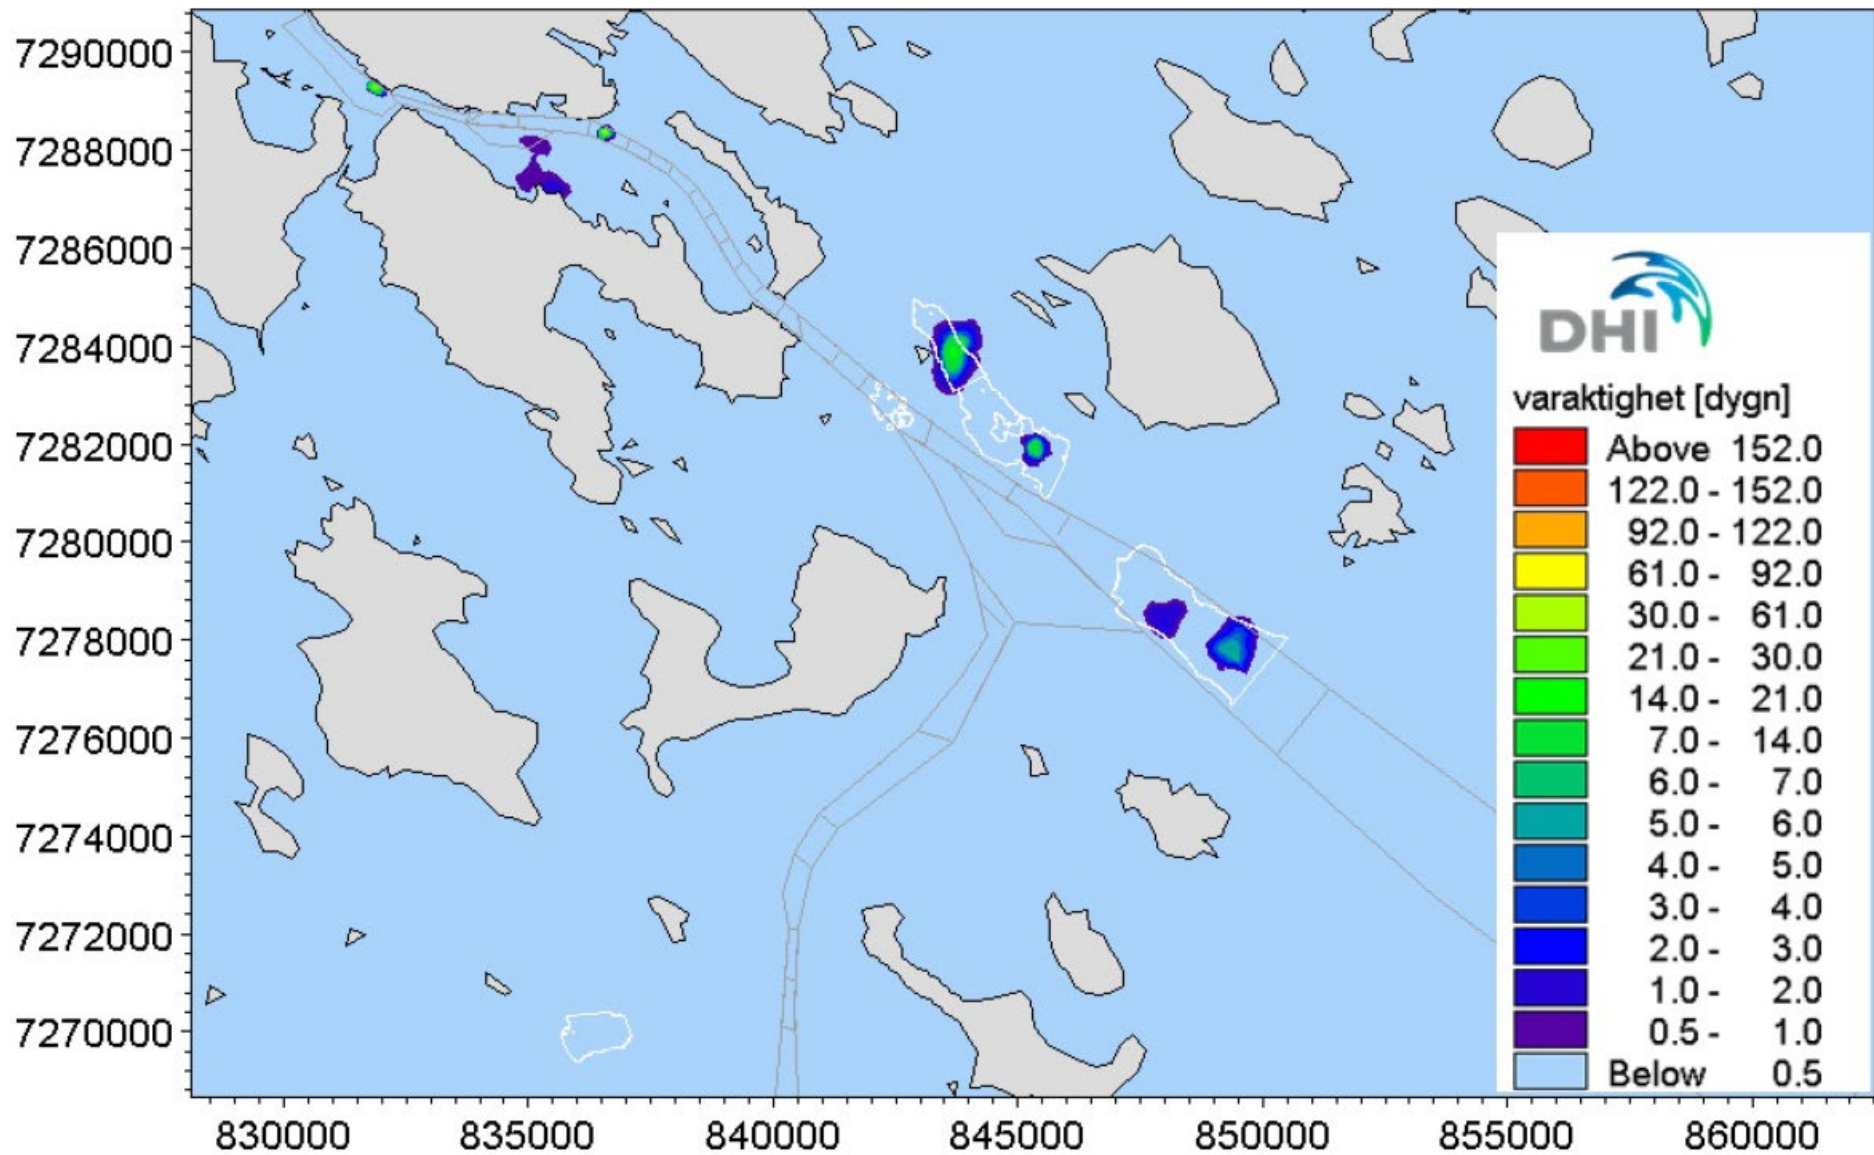 7290000
7288000
7286000
7284000
7282000
7280000
7278000
7276000
7274000
7272000
7270000
830000 835000 840000 845000 850000 855000 860000
DHI
varaktighet [dygn]
Above 152.0
122.0 - 152.0
92.0 - 122.0
61.0 - 92.0
30.0 - 61.0
21.0 - 30.0
14.0 - 21.0
7.0 - 14.0
6.0 - 7.0
5.0 - 6.0
4.0 - 5.0
3.0 - 4.0
2.0 - 3.0
1.0 - 2.0
0.5 - 1.0
Below 0.5